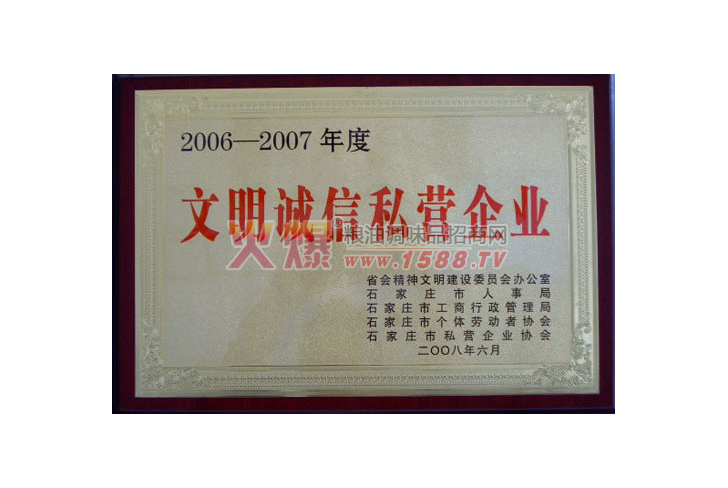 2006—2007年度
文明诚信私营企业
火爆®粮油调味品招商网
www.1588.TV
省会精神文明建设委员会办公室
石家庄市人事局
石家庄市工商行政管理局
石家庄市个体劳动者协会
石家庄市私营企业协会
二〇〇八年六月